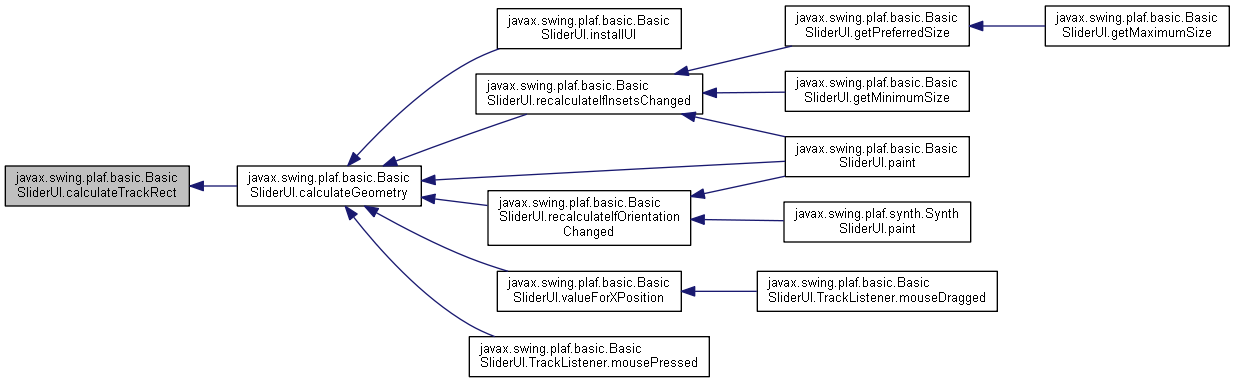 javax.swing.plaf.basic.Basic
SliderUI.calculateTrackRect
javax.swing.plaf.basic.Basic
SliderUI.calculateGeometry
javax.swing.plaf.basic.Basic
SliderUI.installUI
javax.swing.plaf.basic.Basic
SliderUI.recalculateIfInsetsChanged
javax.swing.plaf.basic.Basic
SliderUI.getPreferredSize
javax.swing.plaf.basic.Basic
SliderUI.getMaximumSize
javax.swing.plaf.basic.Basic
SliderUI.getMinimumSize
javax.swing.plaf.basic.Basic
SliderUI.paint
javax.swing.plaf.basic.Basic
SliderUI.recalculateIfOrientation
Changed
javax.swing.plaf.synth.Synth
SliderUI.paint
javax.swing.plaf.basic.Basic
SliderUI.valueForXPosition
javax.swing.plaf.basic.Basic
SliderUI.TrackListener.mouseDragged
javax.swing.plaf.basic.Basic
SliderUI.TrackListener.mousePressed